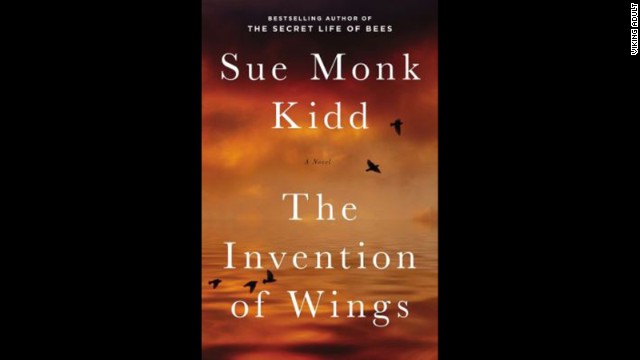 BESTSELLING AUTHOR OF
THE SECRET LIFE OF BEES
Sue Monk
Kidd
A Novel
The
Invention
of Wings
VIKING ADULT